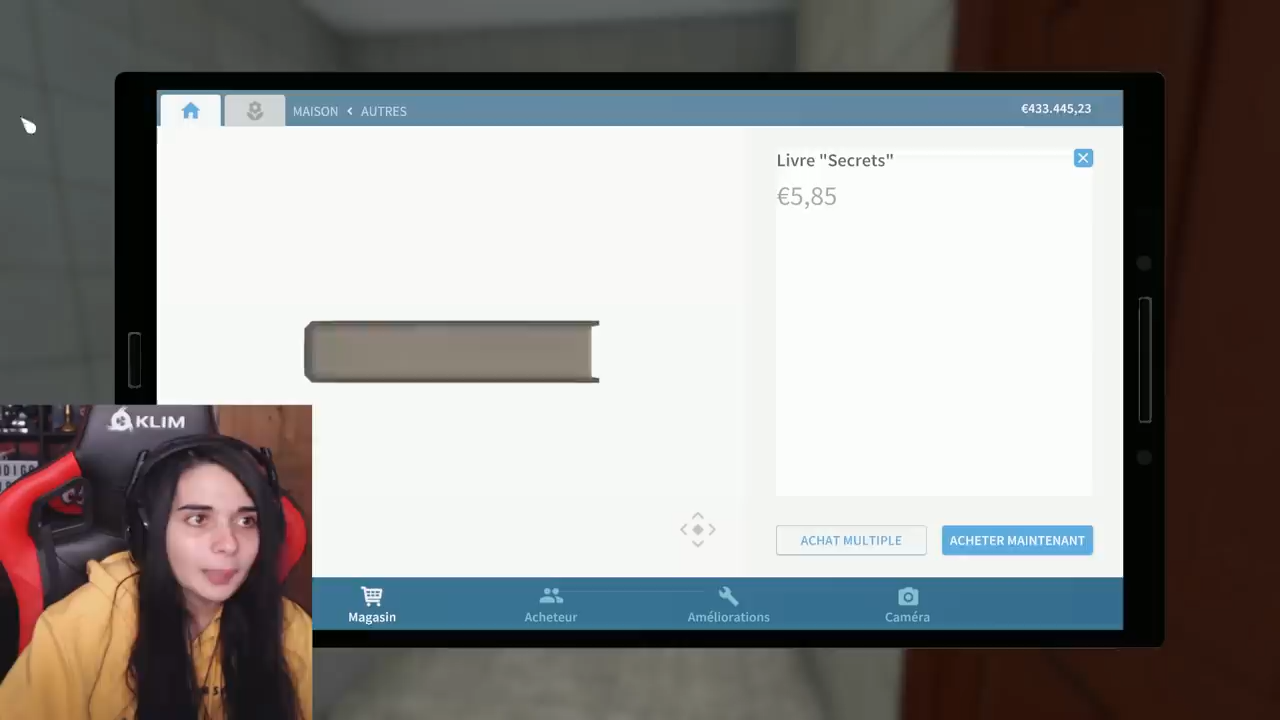 MAISON < AUTRES
€433.445,23
Livre "Secrets"
€5,85
KLIM
ACHAT MULTIPLE
ACHETER MAINTENANT
Magasin
Acheteur
Améliorations
Caméra